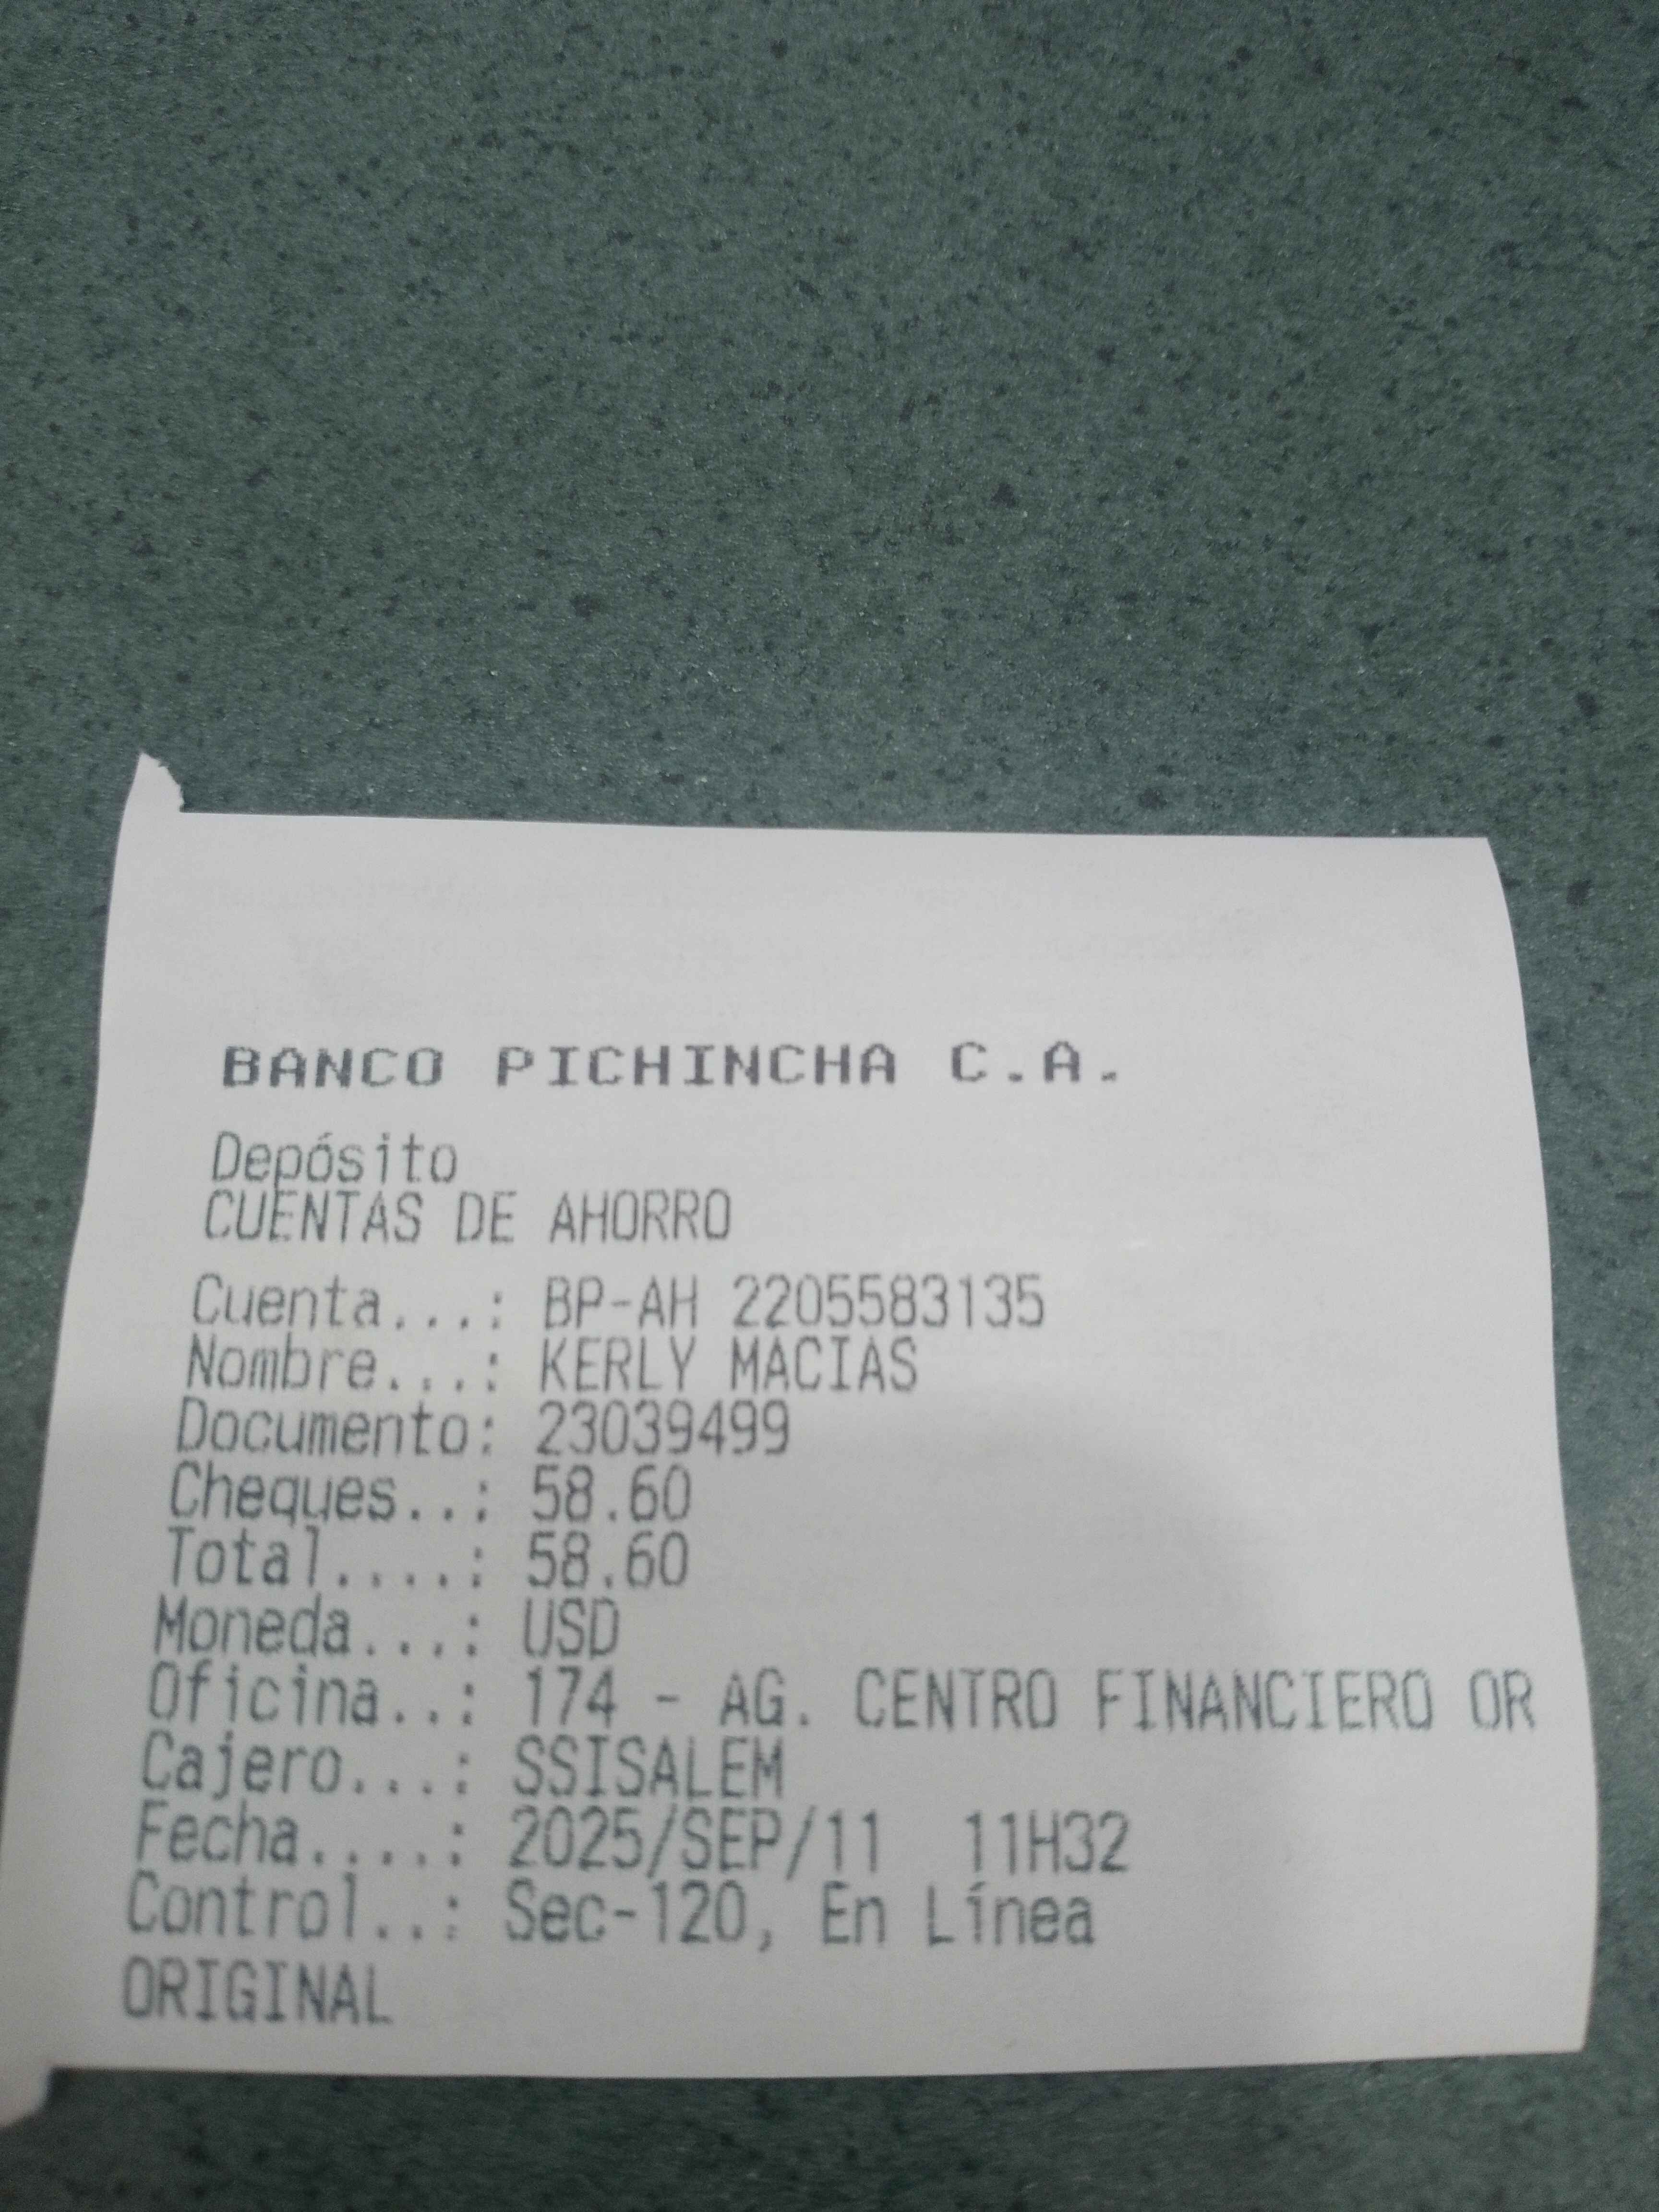 BANCO PICHINCHA C.A.
Depósito
CUENTAS DE AHORRO
Cuenta...: BP-AH 2205583135
Nombre...: KERLY MACIAS
Documento: 23039499
Cheques..: 58.60
Total....: 58.60
Moneda...: USD
Oficina..: 174 - AG. CENTRO FINANCIERO OR
Cajero...: SSISALEM
Fecha....: 2025/SEP/11 11H32
Control..: Sec-120, En Línea
ORIGINAL